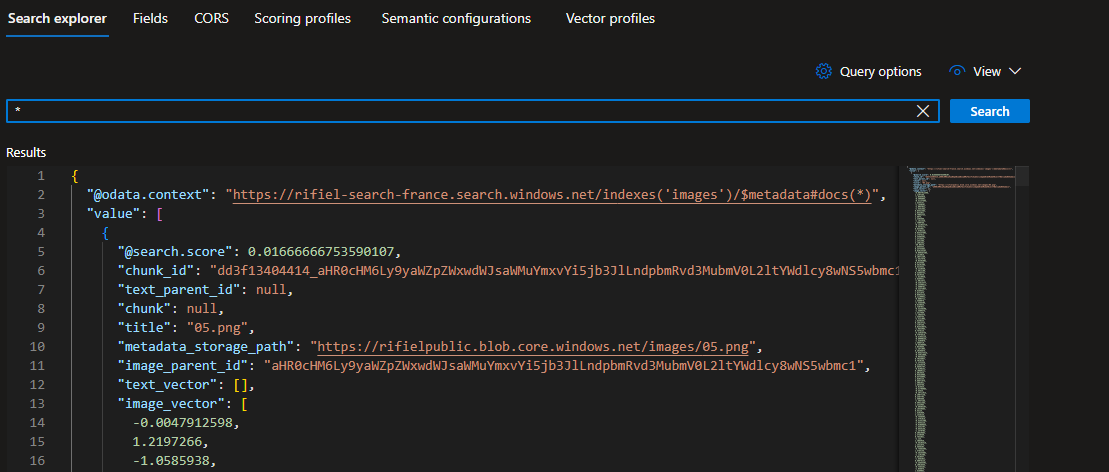 Search explorer Fields CORS Scoring profiles Semantic configurations Vector profiles
Query options View
* Search
Results
1 {
2 "@odata.context": "https://rifiel-search-france.search.windows.net/indexes('images')/$metadata#docs(*)",
3 "value": [
4 {
5 "@search.score": 0.01666666753590107,
6 "chunk_id": "dd3f13404414_aHR0cHM6Ly9yaWZpZWxwdWJsaWMuYmxvYi5jb3JlLndpbmRvd3MubmV0L2ltYWdlcy8wNS5wbmc1
7 "text_parent_id": null,
8 "chunk": null,
9 "title": "05.png",
10 "metadata_storage_path": "https://rifielpublic.blob.core.windows.net/images/05.png",
11 "image_parent_id": "aHR0cHM6Ly9yaWZpZWxwdWJsaWMuYmxvYi5jb3JlLndpbmRvd3MubmV0L2ltYWdlcy8wNS5wbmc1",
12 "text_vector": [],
13 "image_vector": [
14 -0.0047912598,
15 1.2197266,
16 -1.0585938,